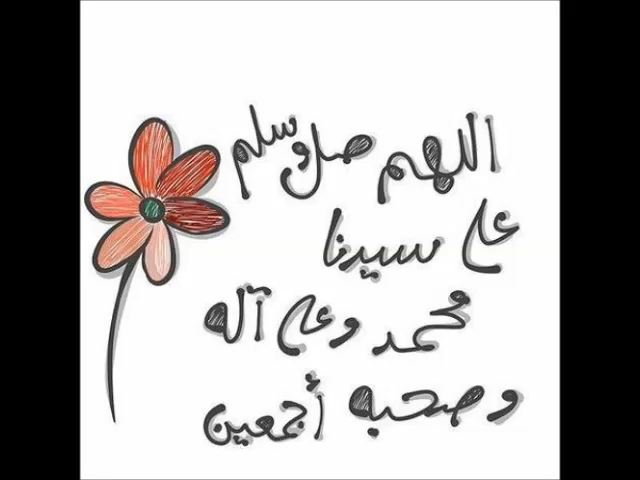 اللهم صل وسلم
على سيدنا
محمد وعلى آله
وصحبه أجمعين